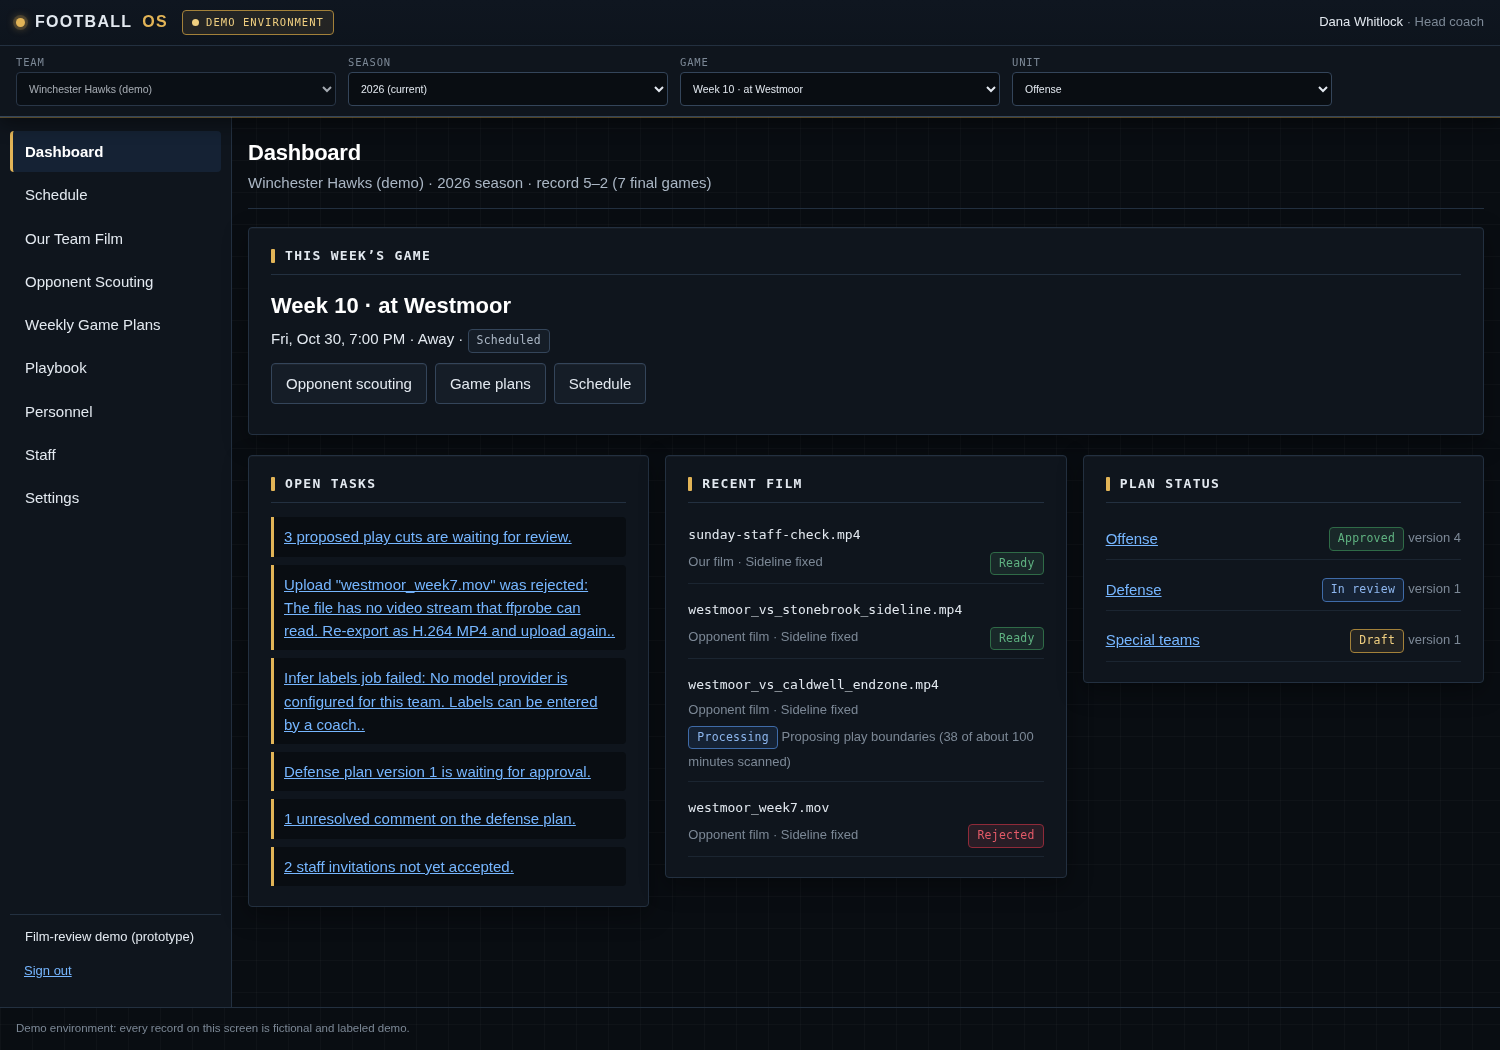 FOOTBALL OS
DEMO ENVIRONMENT
Dana Whitlock · Head coach
TEAM
Winchester Hawks (demo)
SEASON
2026 (current)
GAME
Week 10 · at Westmoor
UNIT
Offense
Dashboard
Schedule
Our Team Film
Opponent Scouting
Weekly Game Plans
Playbook
Personnel
Staff
Settings
Film-review demo (prototype)
Sign out
Dashboard
Winchester Hawks (demo) · 2026 season · record 5–2 (7 final games)
THIS WEEK’S GAME
Week 10 · at Westmoor
Fri, Oct 30, 7:00 PM · Away · Scheduled
Opponent scouting
Game plans
Schedule
OPEN TASKS
3 proposed play cuts are waiting for review.
Upload "westmoor_week7.mov" was rejected:
The file has no video stream that ffprobe can
read. Re-export as H.264 MP4 and upload again..
Infer labels job failed: No model provider is
configured for this team. Labels can be entered
by a coach..
Defense plan version 1 is waiting for approval.
1 unresolved comment on the defense plan.
2 staff invitations not yet accepted.
RECENT FILM
sunday-staff-check.mp4
Our film · Sideline fixed
Ready
westmoor_vs_stonebrook_sideline.mp4
Opponent film · Sideline fixed
Ready
westmoor_vs_caldwell_endzone.mp4
Opponent film · Sideline fixed
Processing Proposing play boundaries (38 of about 100
minutes scanned)
westmoor_week7.mov
Opponent film · Sideline fixed
Rejected
PLAN STATUS
Offense
Approved version 4
Defense
In review version 1
Special teams
Draft version 1
Demo environment: every record on this screen is fictional and labeled demo.